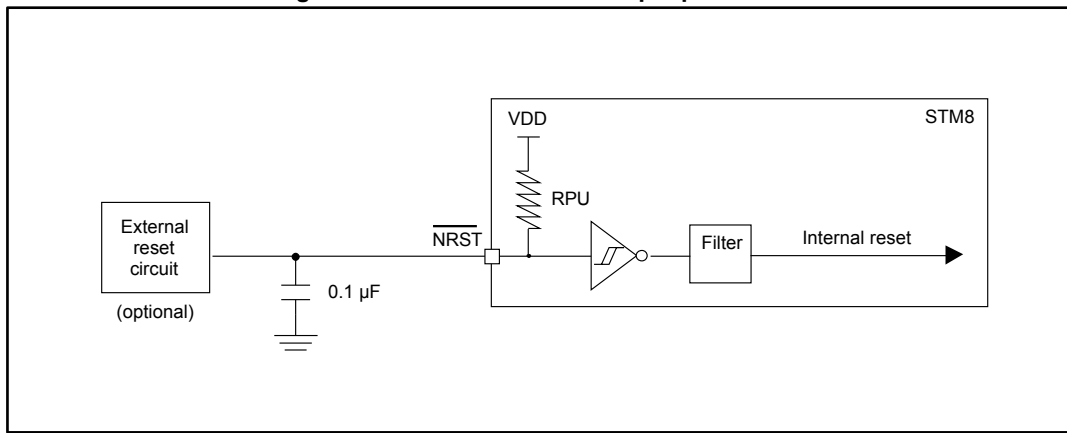 STM8
VDD
RPU
External
reset
circuit
(optional)
0.1 µF
NRST
Filter
Internal reset